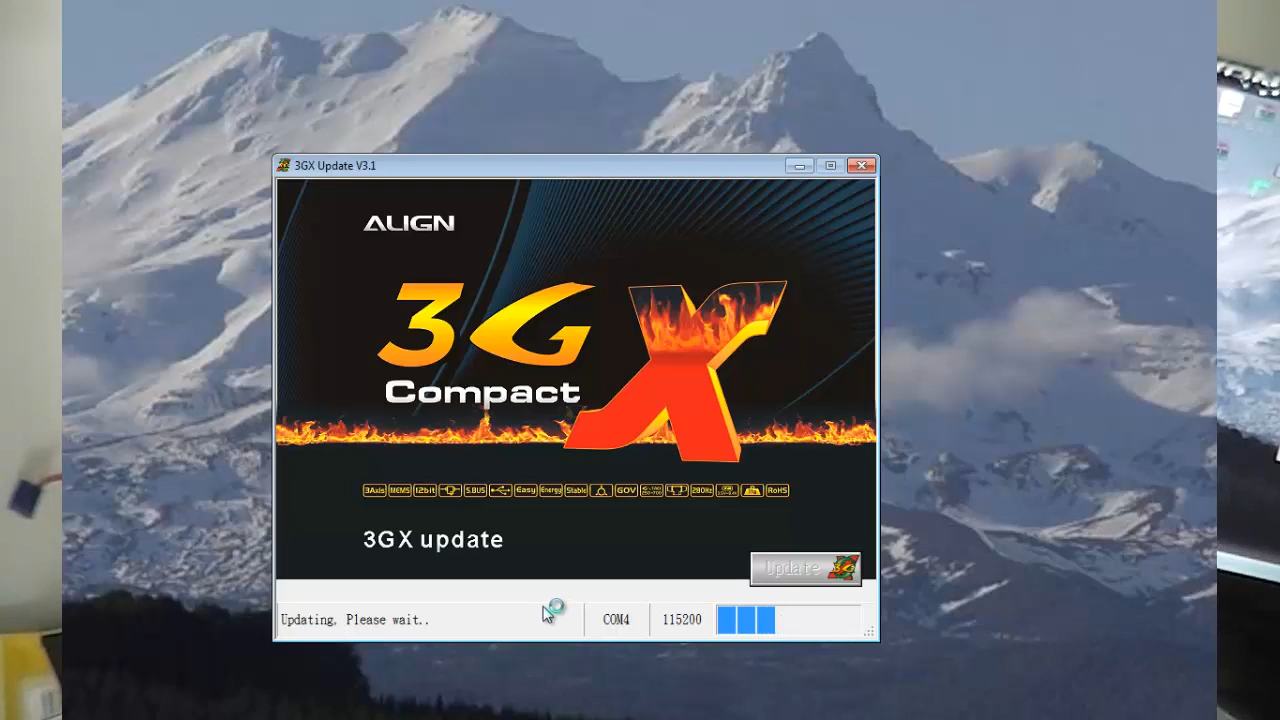 3GX Update V3.1
ALIGN
3G X
Compact
3Axis MEMS 12bit S.BUS Easy Energy Stable GOV 280Hz RoHS
3GX update
Update 3G
Updating, Please wait.. COM4 115200